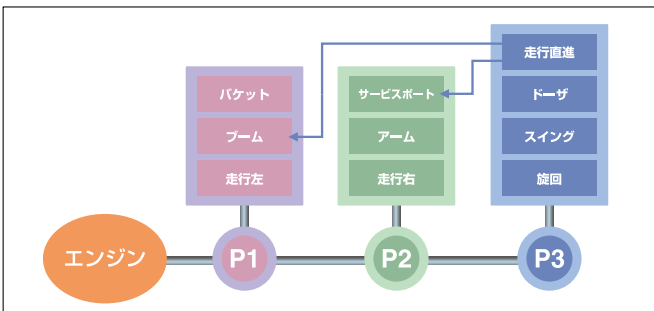 走行直進
バケット
サービスポート
ドーザ
ブーム
アーム
スイング
走行左
走行右
旋回
エンジン
P1
P2
P3